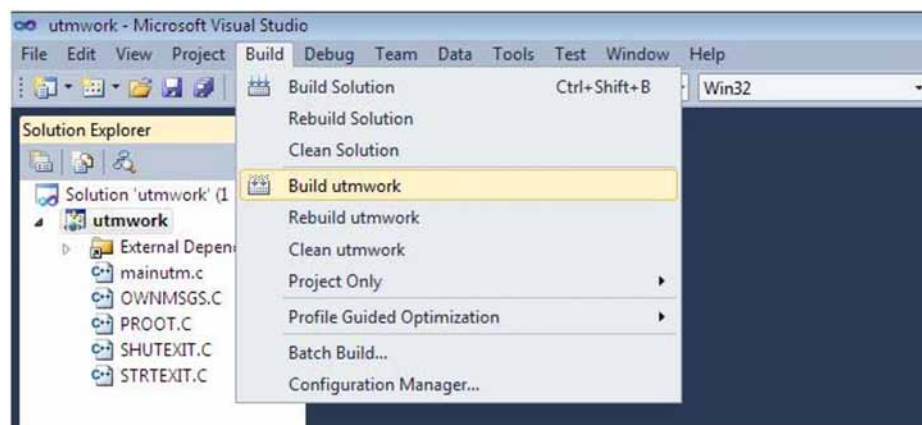 utmwork - Microsoft Visual Studio
File Edit View Project Build Debug Team Data Tools Test Window Help
Win32
Build Solution Ctrl+Shift+B
Rebuild Solution
Clean Solution
Build utmwork
Rebuild utmwork
Clean utmwork
Project Only
Profile Guided Optimization
Batch Build...
Configuration Manager...
Solution Explorer
Solution 'utmwork' (1
utmwork
External Depen
mainutm.c
OWNMSGS.C
PROOT.C
SHUTEXIT.C
STRTEXIT.C